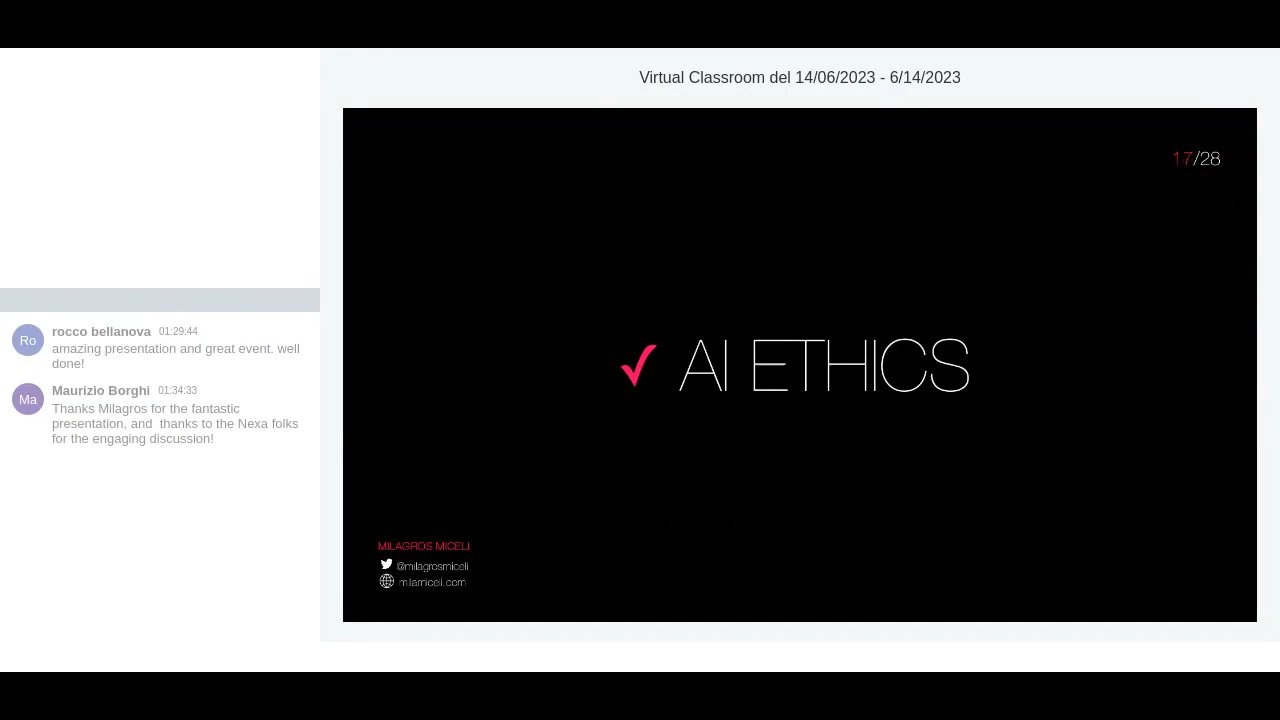 Virtual Classroom del 14/06/2023 - 6/14/2023
17/28
Ro
rocco bellanova 01:29:44
amazing presentation and great event. well
done!
Ma
Maurizio Borghi 01:34:33
Thanks Milagros for the fantastic
presentation, and  thanks to the Nexa folks
for the engaging discussion!
✓ AI ETHICS
MILAGROS MICELI
@milagrosmiceli
milamiceli.com